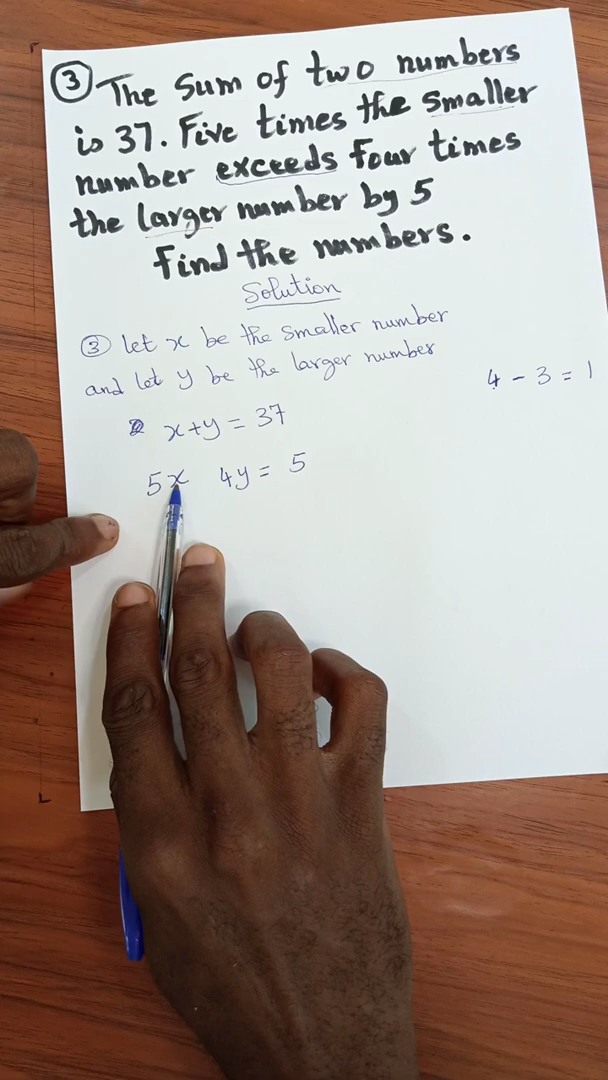 ③ The sum of two numbers
is 37. Five times the smaller
number exceeds four times
the larger number by 5
Find the numbers.
Solution
③ let x be the smaller number
and let y be the larger number
4 - 3 = 1
x+y = 37
5x 4y = 5